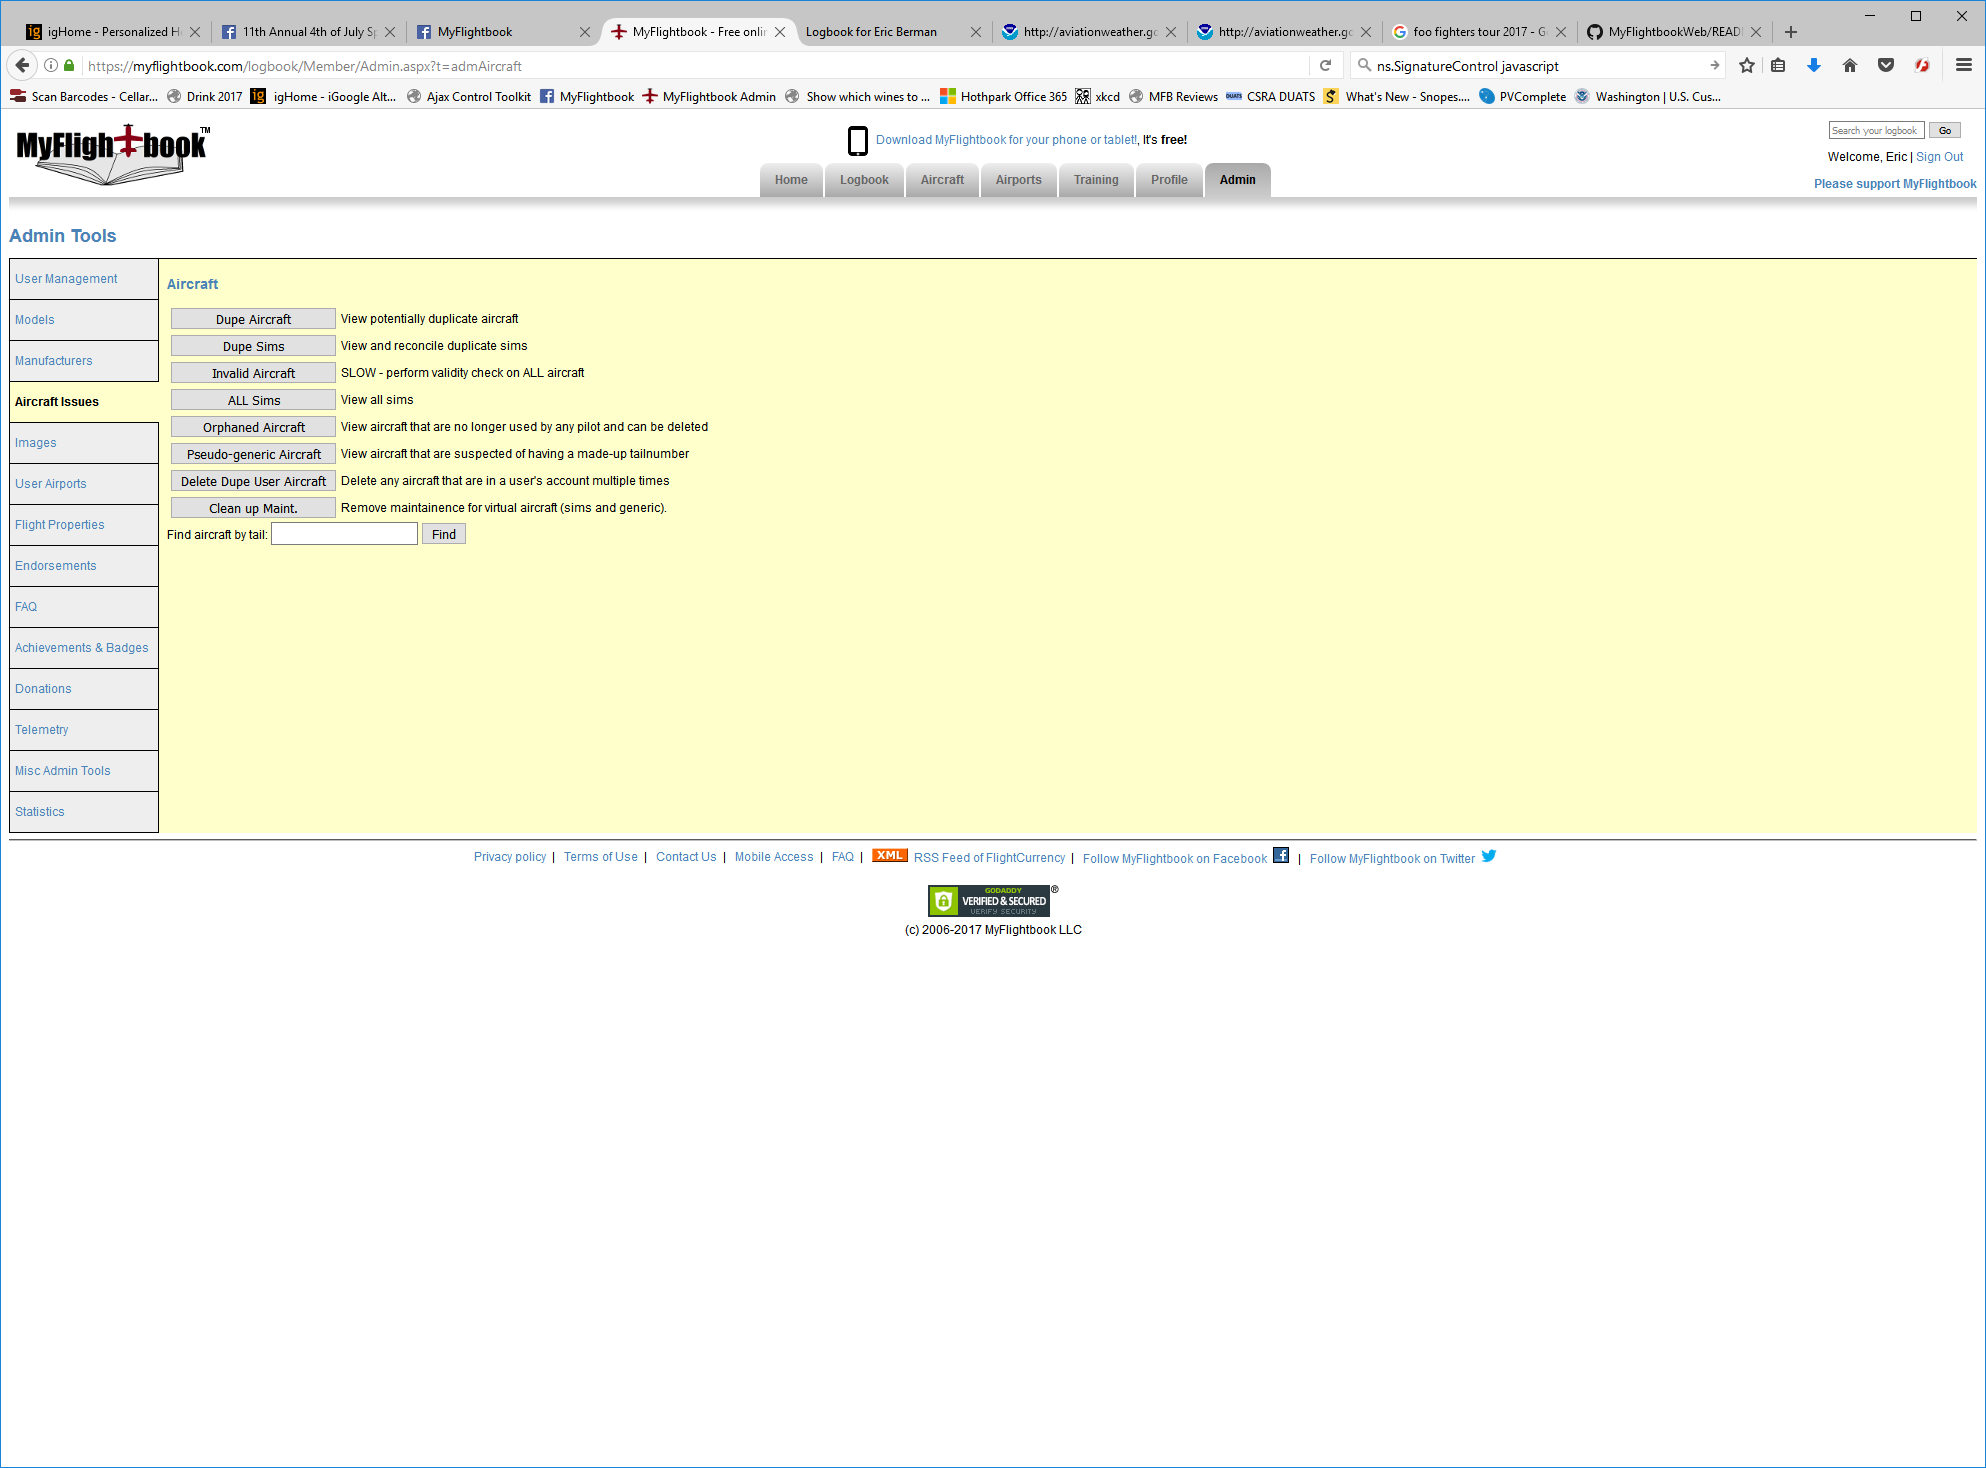 igHome - Personalized H
11th Annual 4th of July S
MyFlightbook
MyFlightbook - Free onlin
Logbook for Eric Berman
http://aviationweather.go
http://aviationweather.go
foo fighters tour 2017 - G
MyFlightbookWeb/READ
https://myflightbook.com/logbook/Member/Admin.aspx?t=admAircraft
ns.SignatureControl javascript
Scan Barcodes - Cellar...
Drink 2017
igHome - iGoogle Alt...
Ajax Control Toolkit
MyFlightbook
MyFlightbook Admin
Show which wines to ...
Hothpark Office 365
xkcd
MFB Reviews
CSRA DUATS
What's New - Snopes....
PVComplete
Washington | U.S. Cus...
MyFlightbook™
Download MyFlightbook for your phone or tablet!, It's free!
Search your logbook
Go
Welcome, Eric | Sign Out
Please support MyFlightbook
Home
Logbook
Aircraft
Airports
Training
Profile
Admin
Admin Tools
User Management
Models
Manufacturers
Aircraft Issues
Images
User Airports
Flight Properties
Endorsements
FAQ
Achievements & Badges
Donations
Telemetry
Misc Admin Tools
Statistics
Aircraft
Dupe Aircraft View potentially duplicate aircraft
Dupe Sims View and reconcile duplicate sims
Invalid Aircraft SLOW - perform validity check on ALL aircraft
ALL Sims View all sims
Orphaned Aircraft View aircraft that are no longer used by any pilot and can be deleted
Pseudo-generic Aircraft View aircraft that are suspected of having a made-up tailnumber
Delete Dupe User Aircraft Delete any aircraft that are in a user's account multiple times
Clean up Maint. Remove maintainence for virtual aircraft (sims and generic).
Find aircraft by tail: Find
Privacy policy | Terms of Use | Contact Us | Mobile Access | FAQ | XML RSS Feed of FlightCurrency | Follow MyFlightbook on Facebook | Follow MyFlightbook on Twitter
GODADDY
VERIFIED & SECURED
VERIFY SECURITY
®
(c) 2006-2017 MyFlightbook LLC